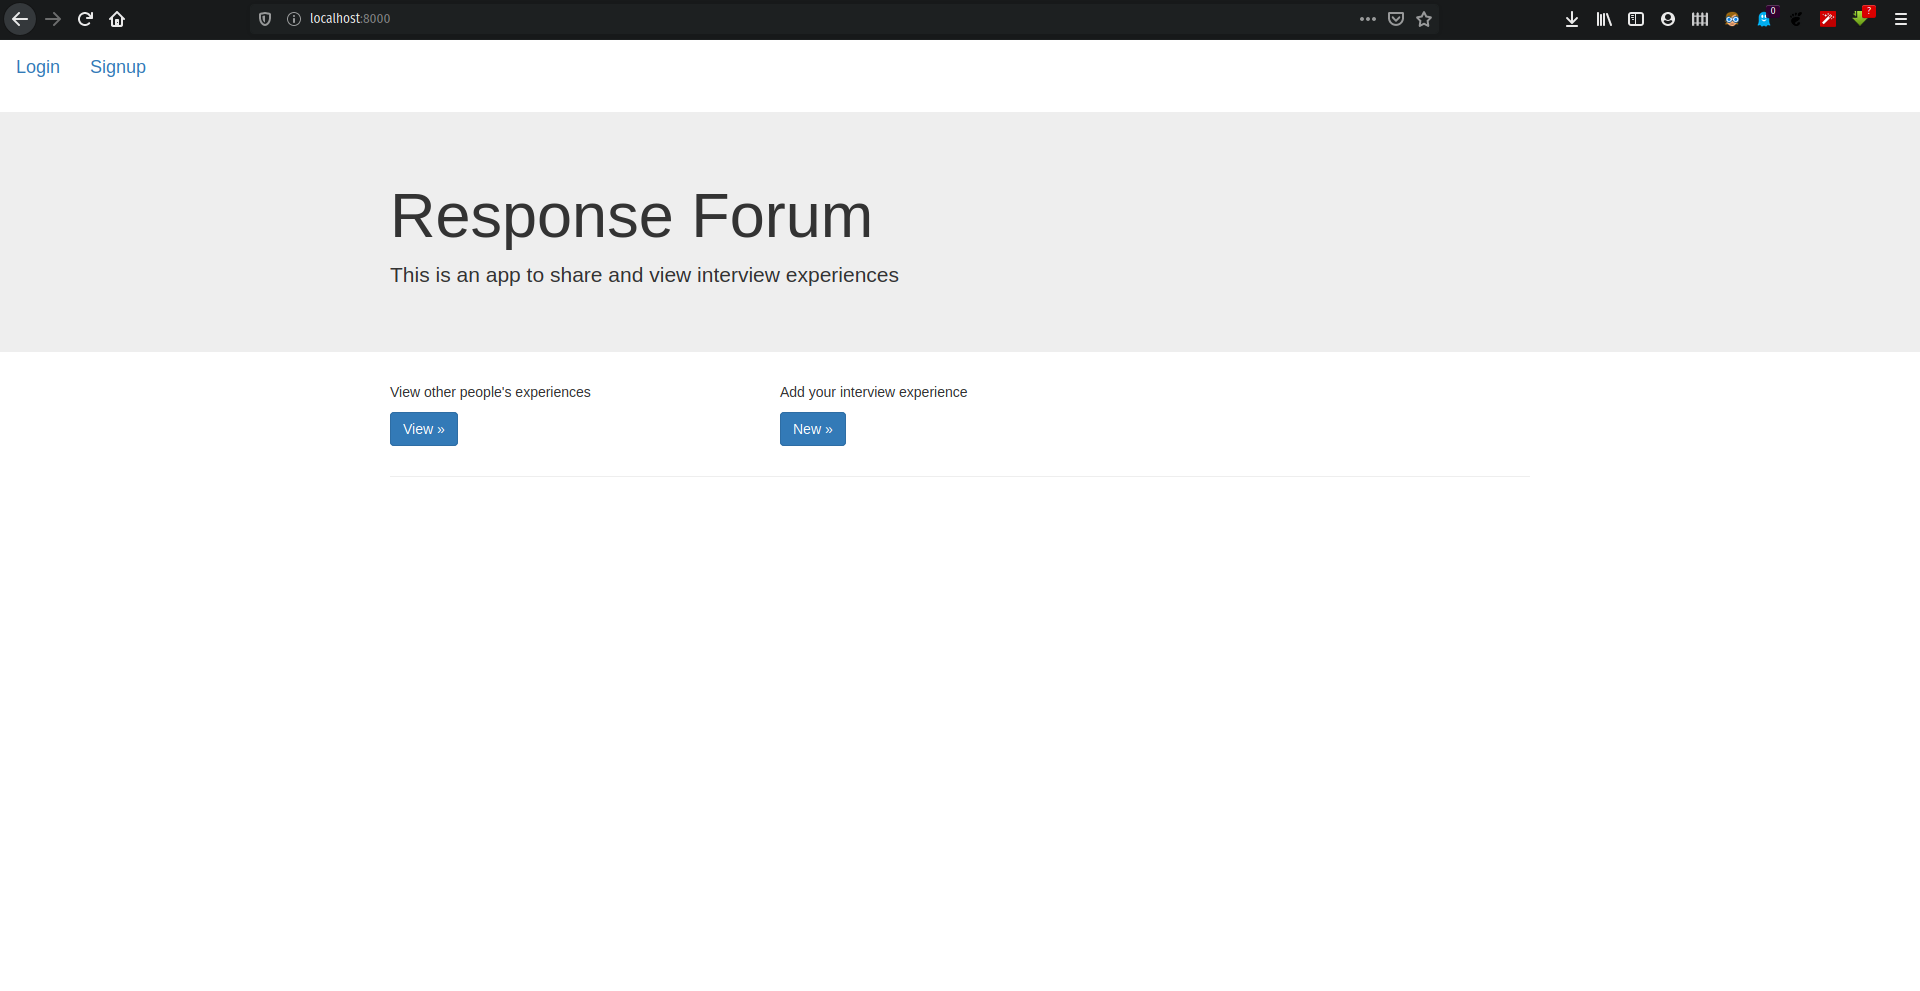 localhost:8000
0
?
Login Signup
Response Forum
This is an app to share and view interview experiences
View other people's experiences
Add your interview experience
View »
New »